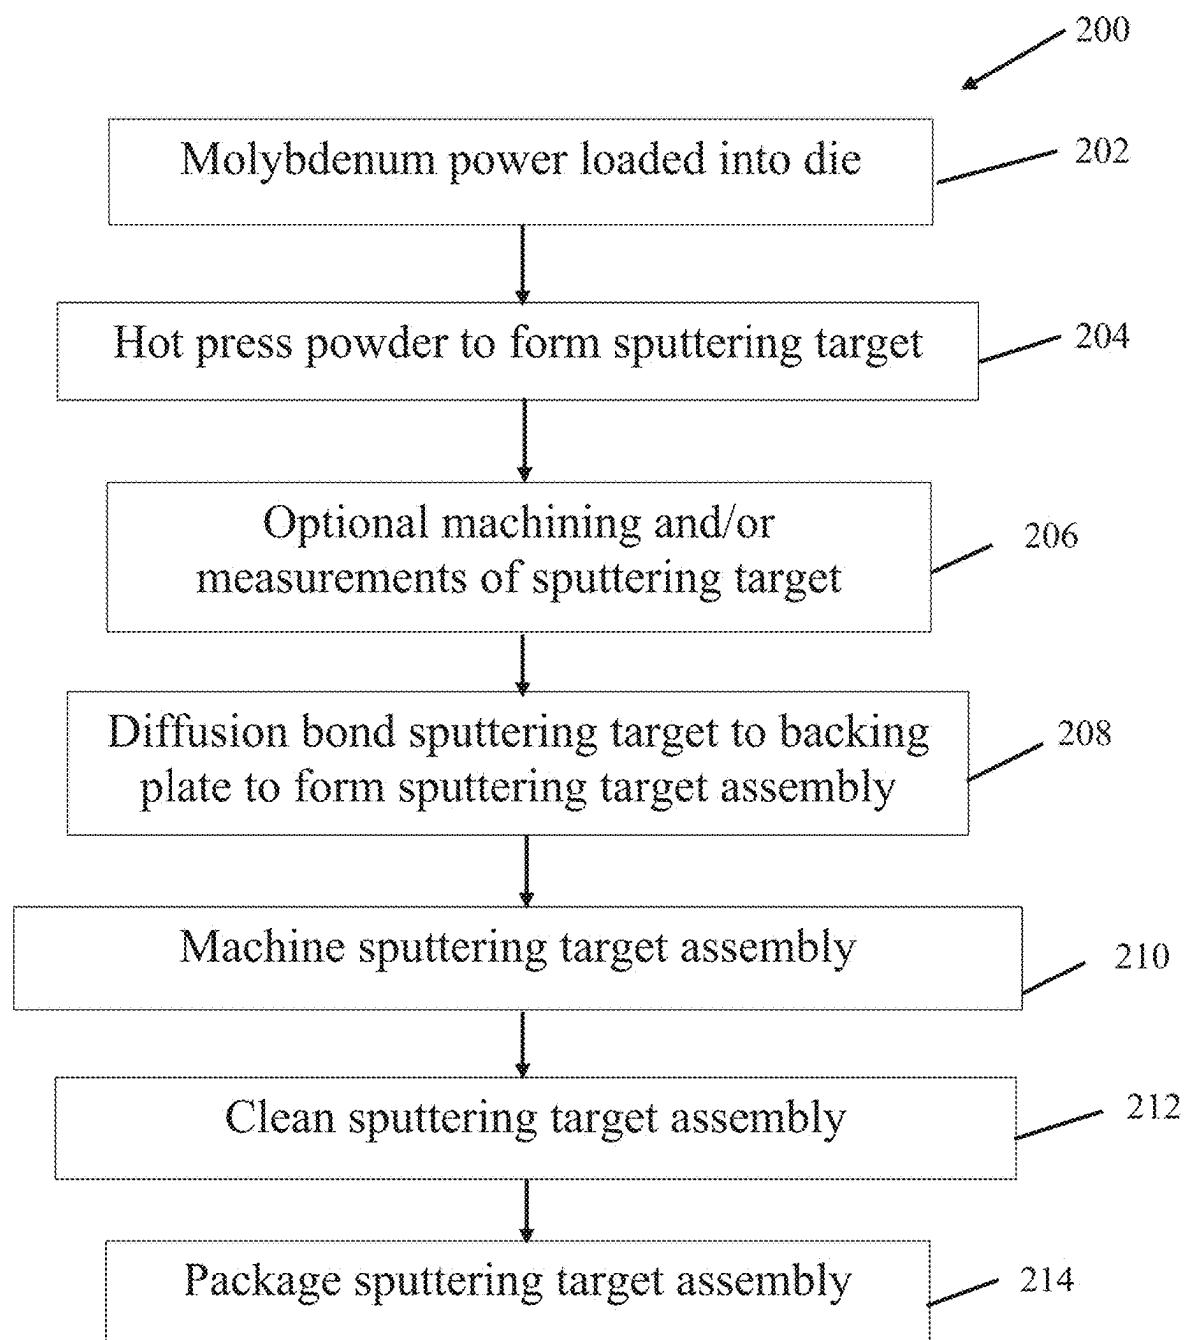 200
Molybdenum power loaded into die
202
Hot press powder to form sputtering target
204
Optional machining and/or
measurements of sputtering target
206
Diffusion bond sputtering target to backing
plate to form sputtering target assembly
208
Machine sputtering target assembly
210
Clean sputtering target assembly
212
Package sputtering target assembly
214